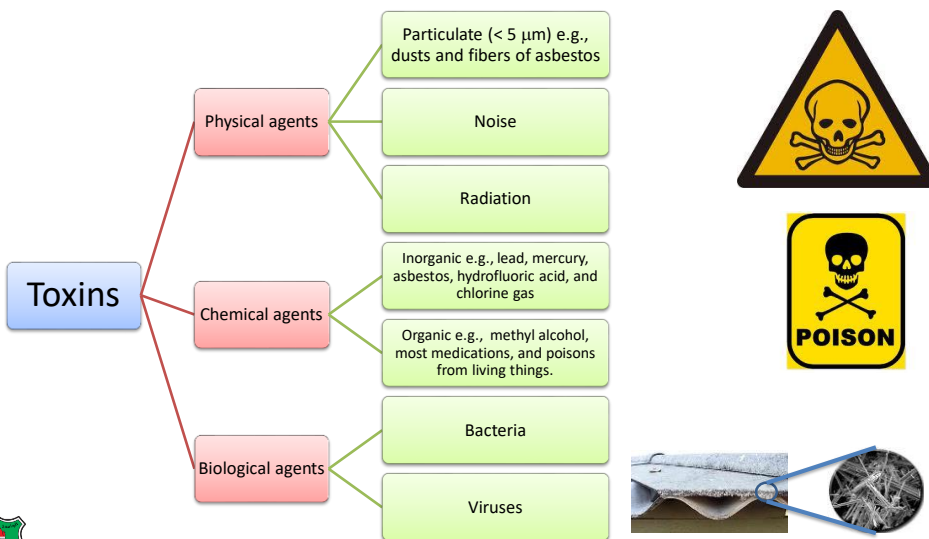 Toxins
Physical agents
Particulate (< 5 μm) e.g.,
dusts and fibers of asbestos
Noise
Radiation
Chemical agents
Inorganic e.g., lead, mercury,
asbestos, hydrofluoric acid, and
chlorine gas
Organic e.g.,  methyl alcohol,
most medications, and poisons
from living things.
Biological agents
Bacteria
Viruses
POISON